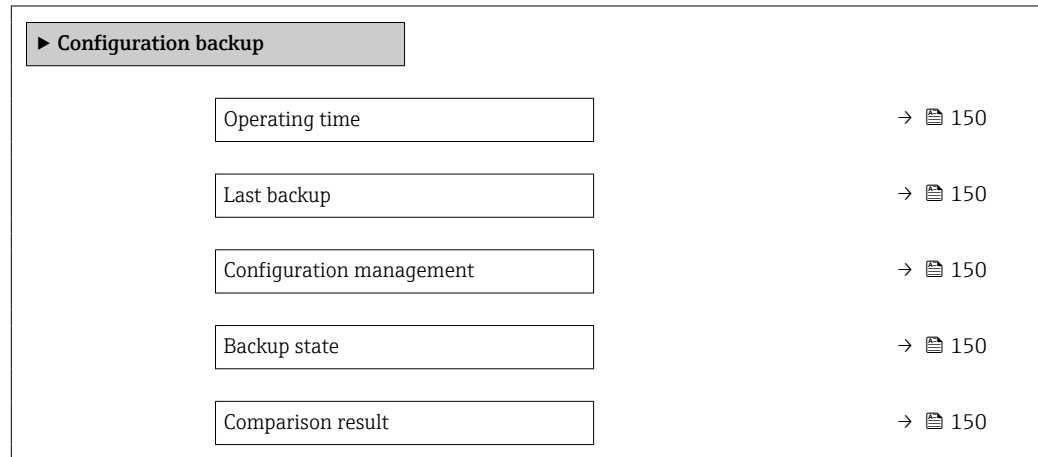 ▶ Configuration backup
Operating time → 150
Last backup → 150
Configuration management → 150
Backup state → 150
Comparison result → 150